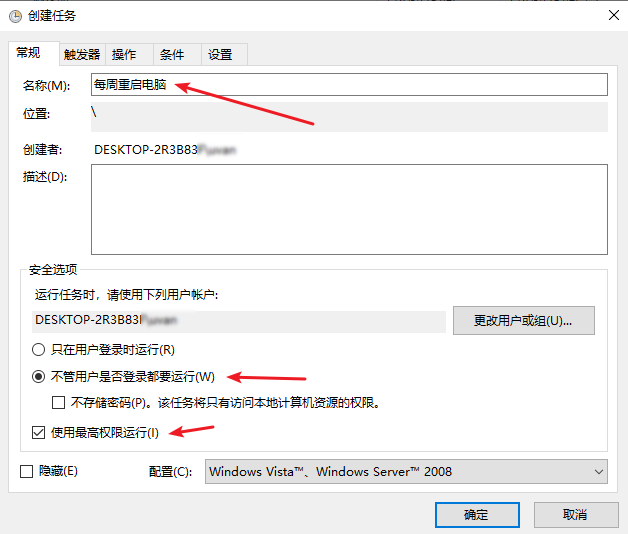 创建任务
常规 触发器 操作 条件 设置
名称(M): 每周重启电脑
位置: \
创建者: DESKTOP-2R3B83
描述(D):
安全选项
运行任务时，请使用下列用户帐户:
DESKTOP-2R3B83 更改用户或组(U)...
只在用户登录时运行(R)
不管用户是否登录都要运行(W)
不存储密码(P)。该任务将只有访问本地计算机资源的权限。
使用最高权限运行(I)
隐藏(E) 配置(C): Windows Vista™、Windows Server™ 2008
确定 取消